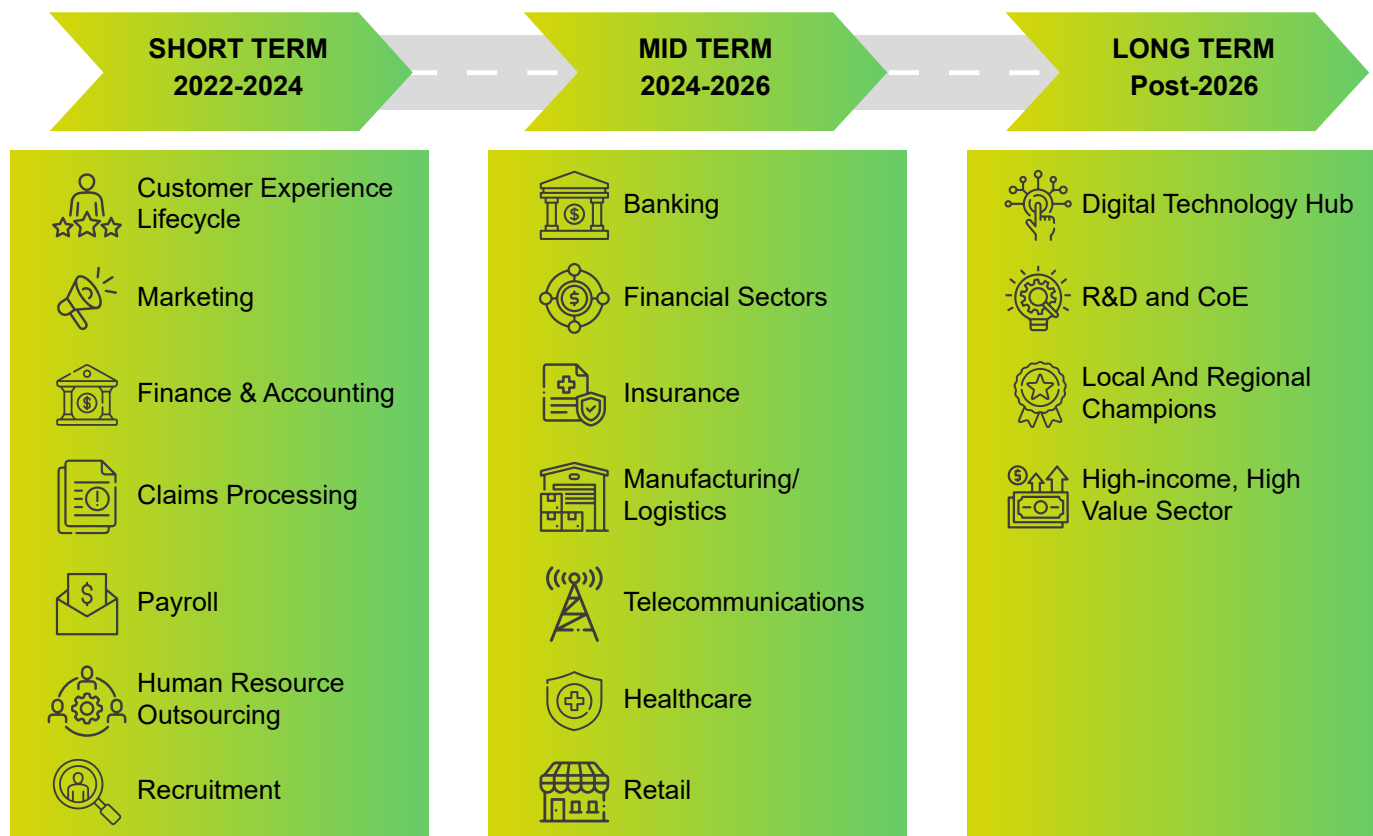 SHORT TERM
2022-2024
MID TERM
2024-2026
LONG TERM
Post-2026
Customer Experience
Lifecycle
Marketing
Finance & Accounting
Claims Processing
Payroll
Human Resource
Outsourcing
Recruitment
Banking
Financial Sectors
Insurance
Manufacturing/
Logistics
Telecommunications
Healthcare
Retail
Digital Technology Hub
R&D and CoE
Local And Regional
Champions
High-income, High
Value Sector